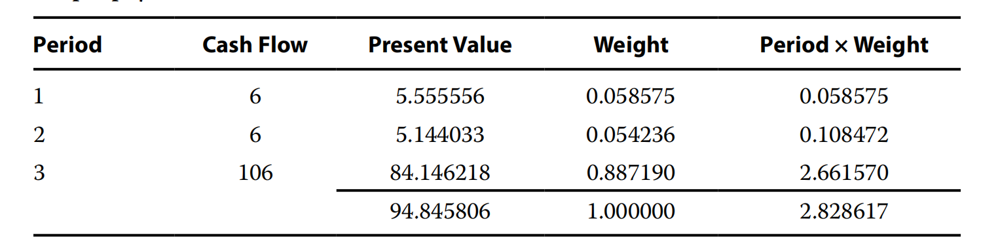 Period Cash Flow Present Value Weight Period × Weight
1 6 5.555556 0.058575 0.058575
2 6 5.144033 0.054236 0.108472
3 106 84.146218 0.887190 2.661570
94.845806 1.000000 2.828617